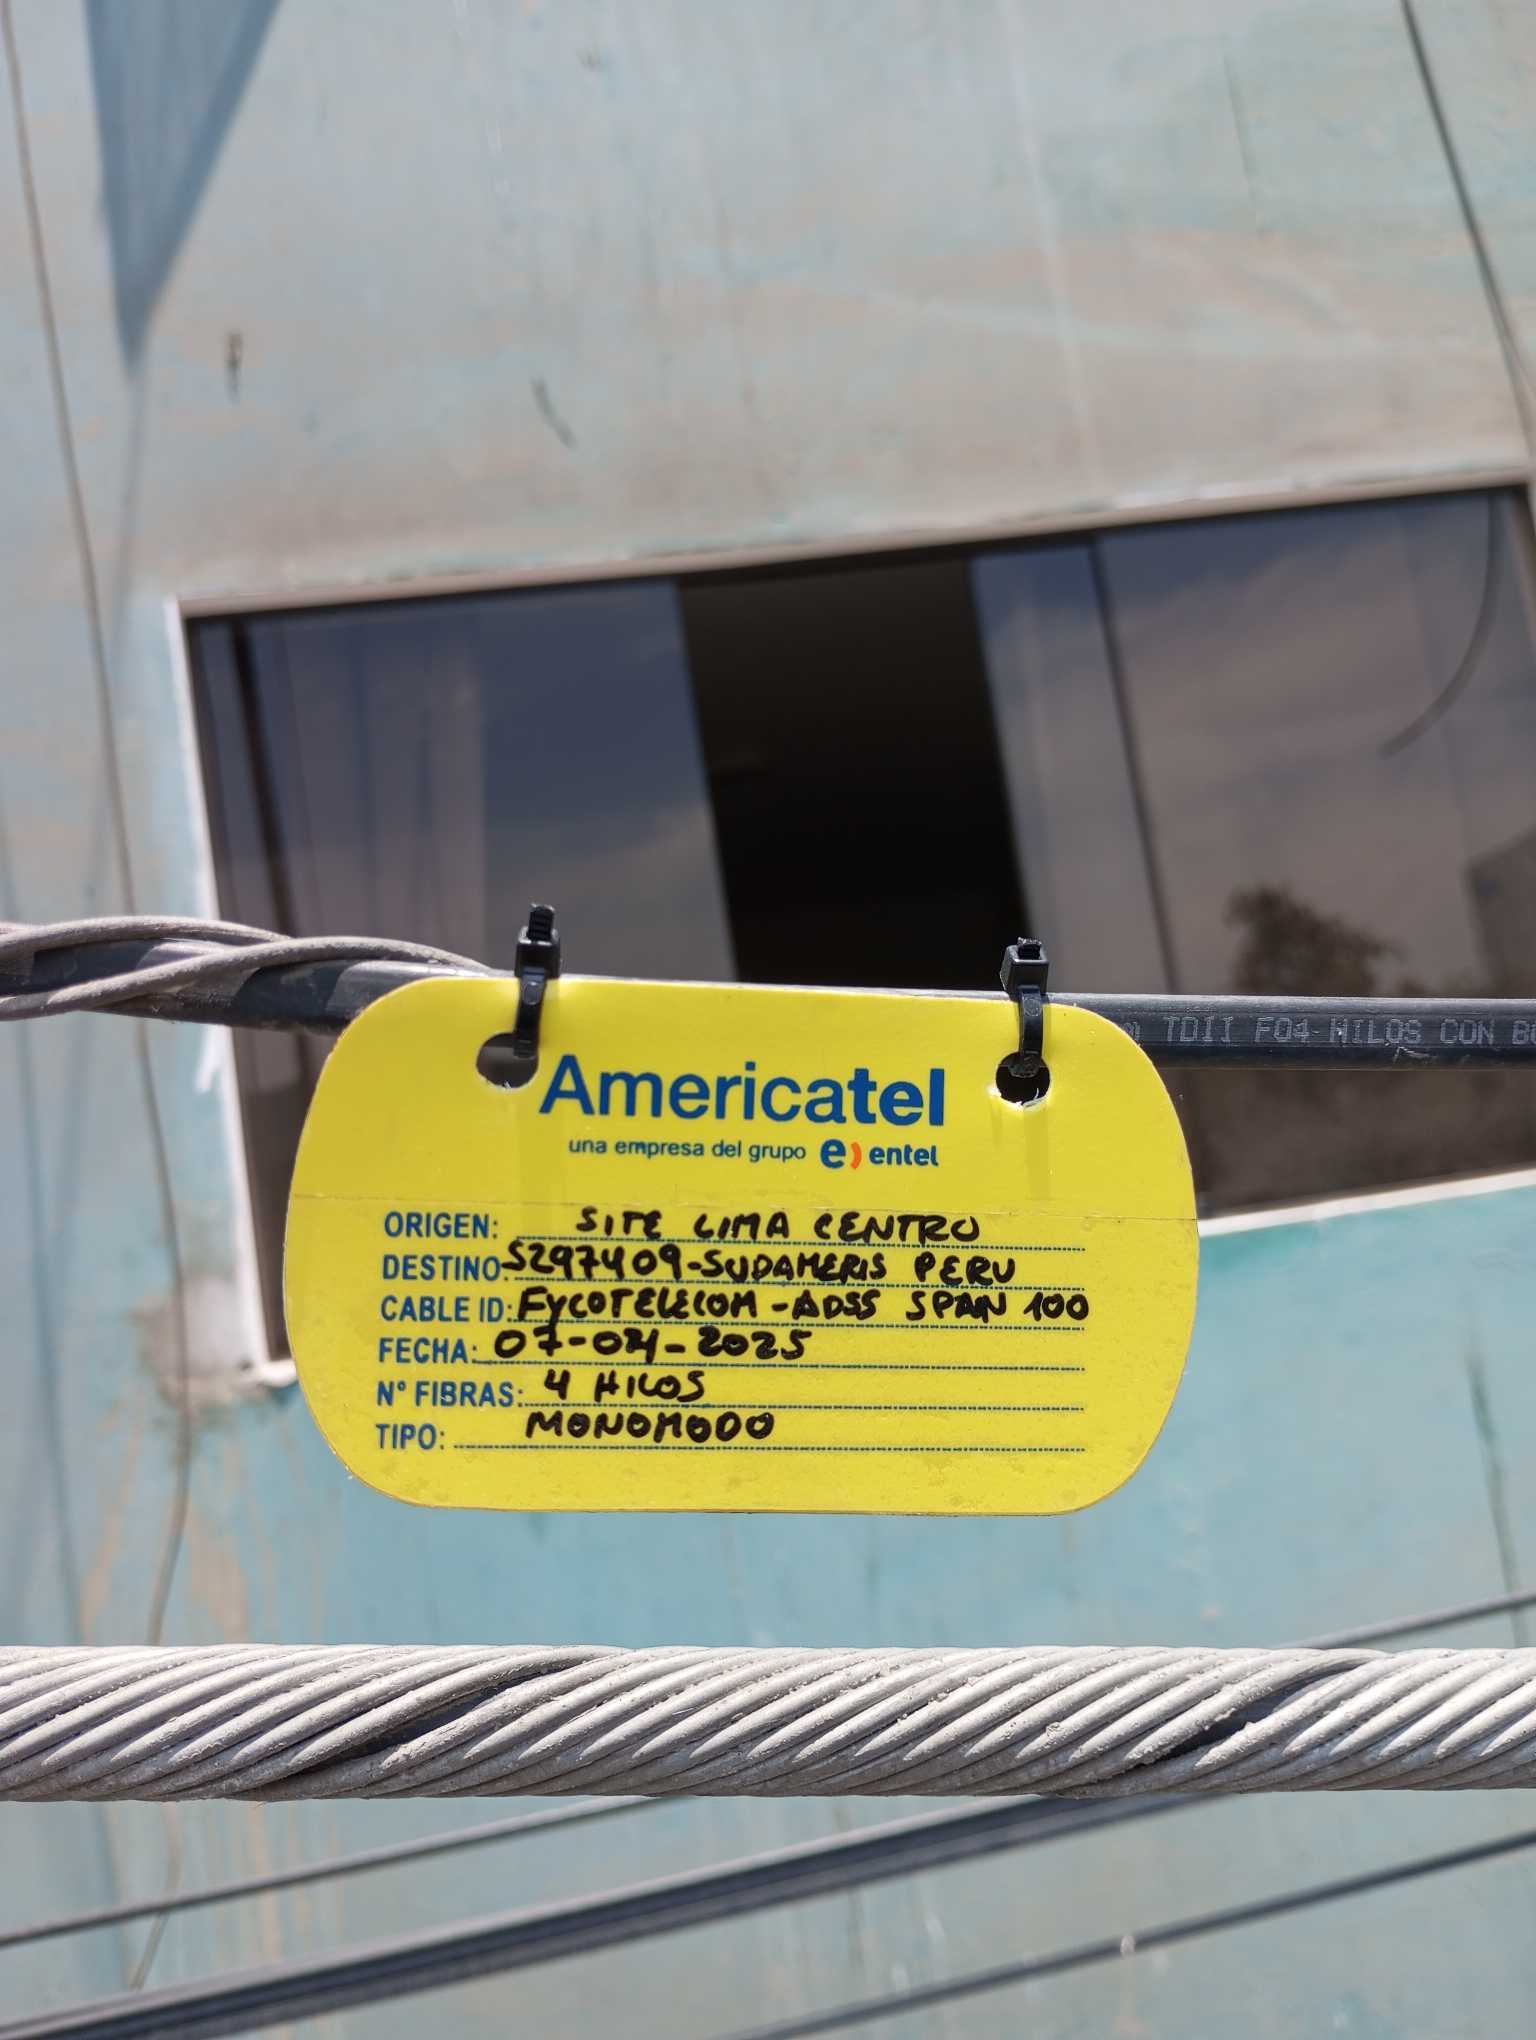 TDII FO4 HILOS CON
Americatel
una empresa del grupo e) entel
ORIGEN: SITE LIMA CENTRO
DESTINO: S297409-SUDAMERIS PERU
CABLE ID: FYCOTELECOM - ADSS SPAN 100
FECHA: 07-04-2025
N° FIBRAS: 4 HILOS
TIPO: MONOMODO